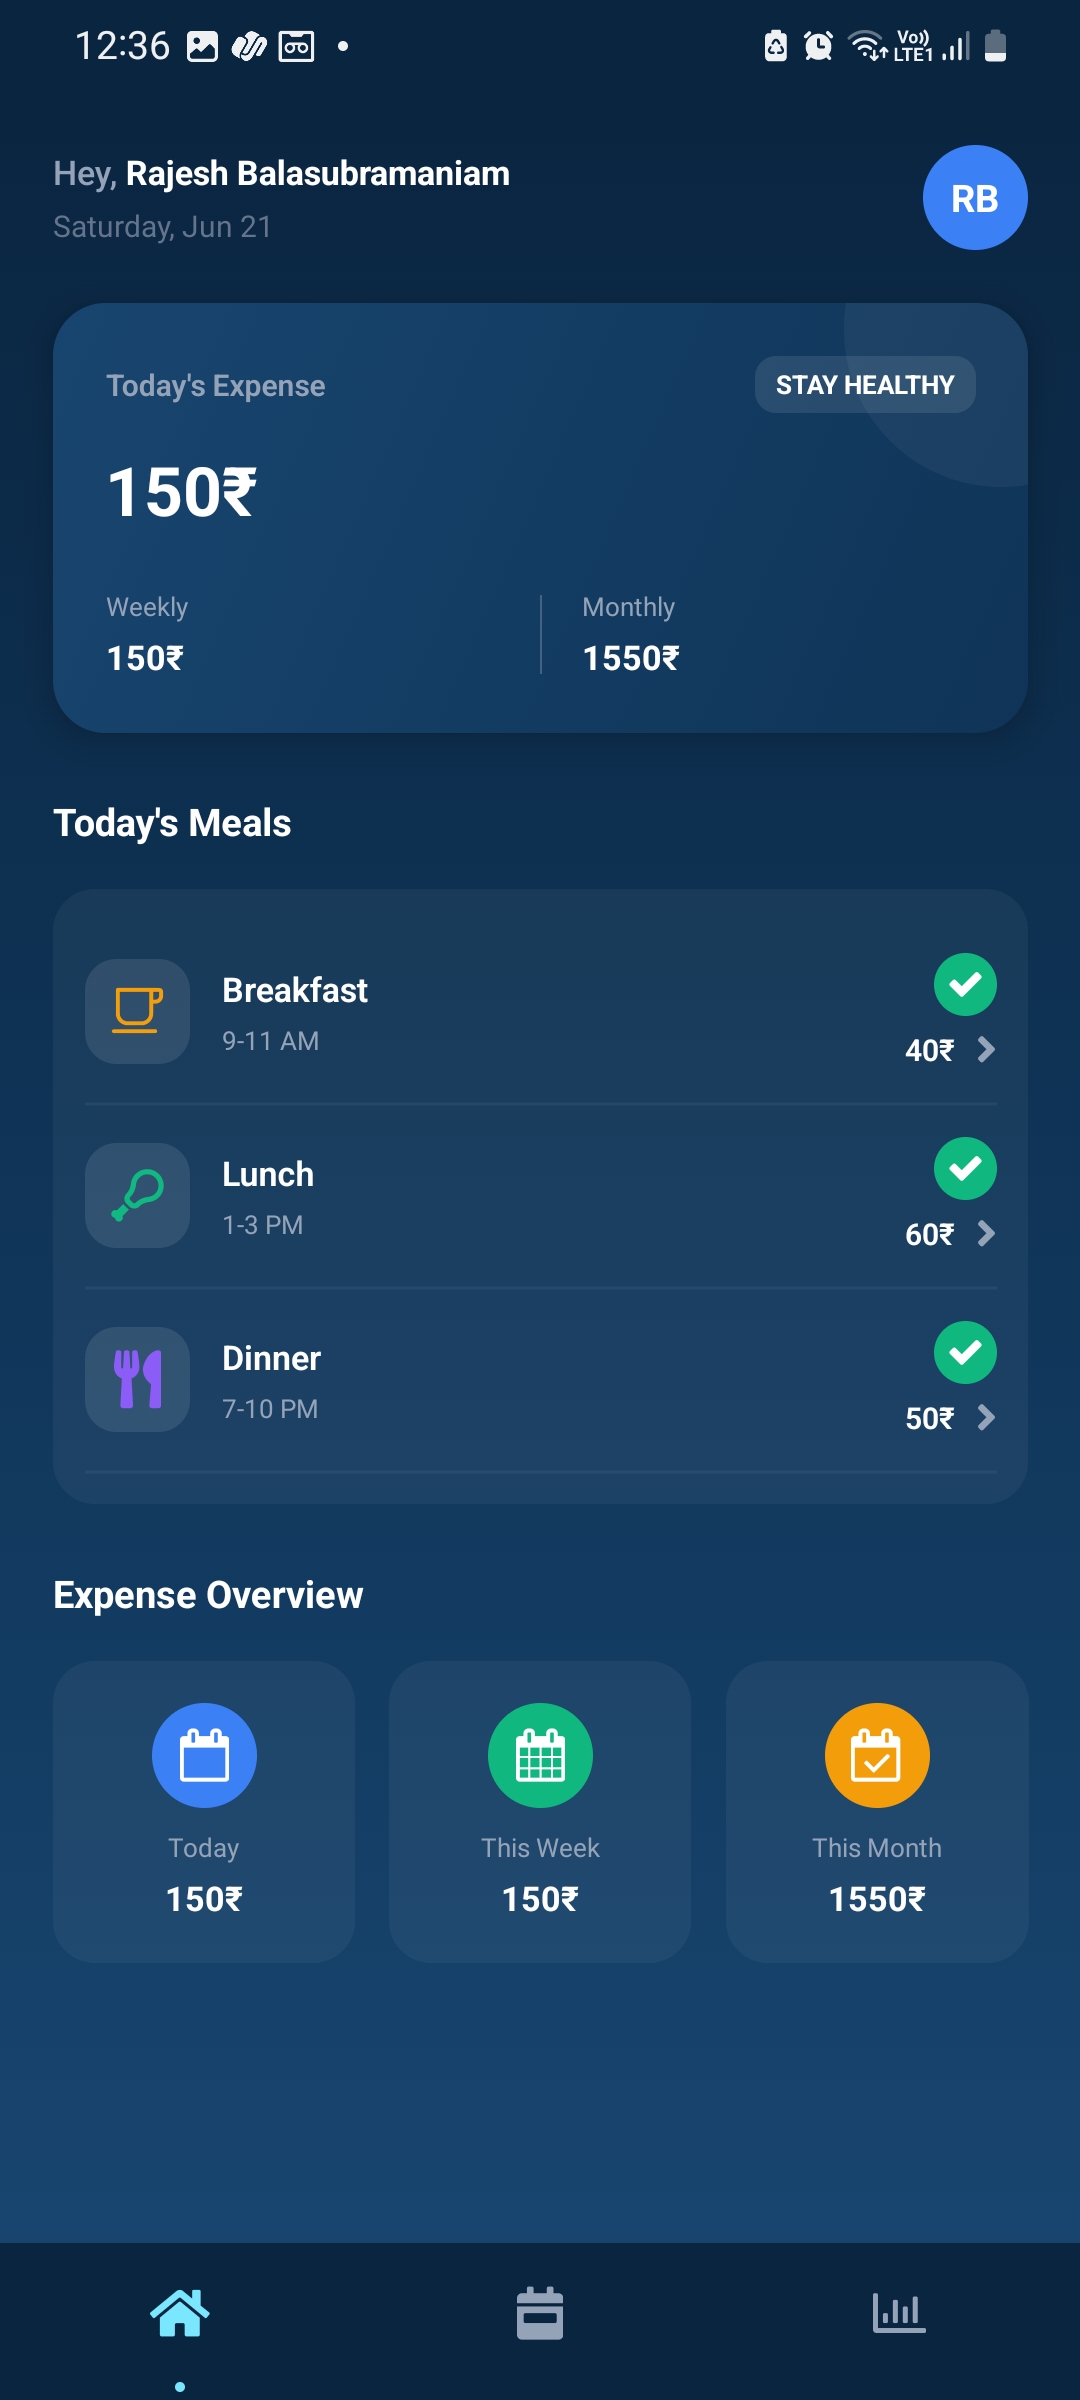 12:36
Vo)) LTE1
Hey, Rajesh Balasubramaniam
Saturday, Jun 21
RB
Today's Expense
STAY HEALTHY
150₹
Weekly
150₹
Monthly
1550₹
Today's Meals
Breakfast
9-11 AM
40₹
Lunch
1-3 PM
60₹
Dinner
7-10 PM
50₹
Expense Overview
Today
150₹
This Week
150₹
This Month
1550₹